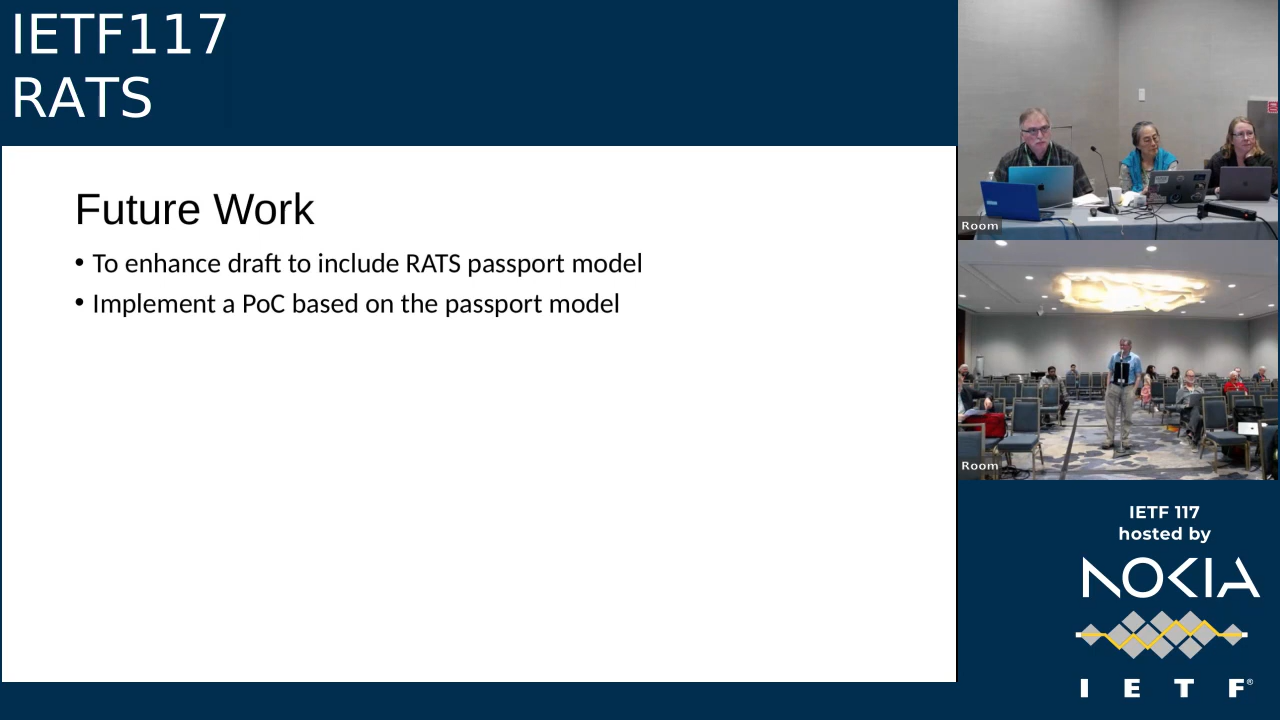 IETF117
RATS
Future Work
• To enhance draft to include RATS passport model
• Implement a PoC based on the passport model
Room
Room
IETF 117
hosted by
NOKIA
I E T F®